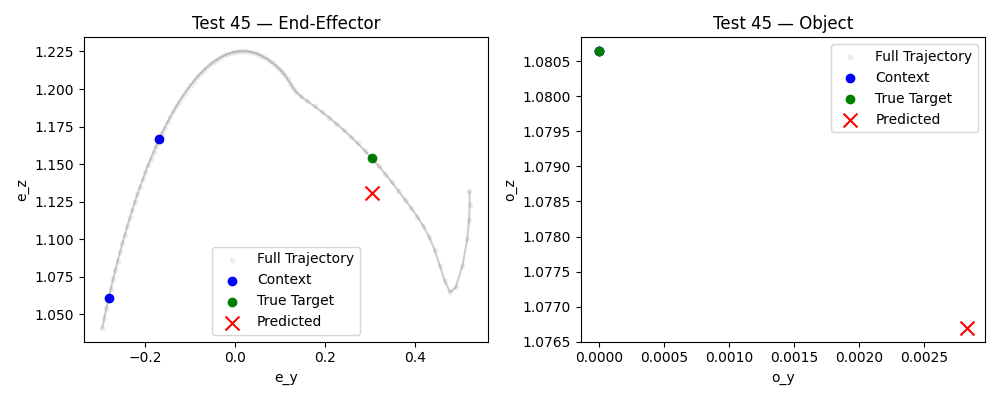 Test 45 — End-Effector
1.225
1.200
1.175
1.150
1.125
1.100
1.075
1.050
e_z
−0.2
0.0
0.2
0.4
e_y
Full Trajectory
Context
True Target
Predicted
Test 45 — Object
1.0805
1.0800
1.0795
1.0790
1.0785
1.0780
1.0775
1.0770
1.0765
o_z
0.0000
0.0005
0.0010
0.0015
0.0020
0.0025
o_y
Full Trajectory
Context
True Target
Predicted